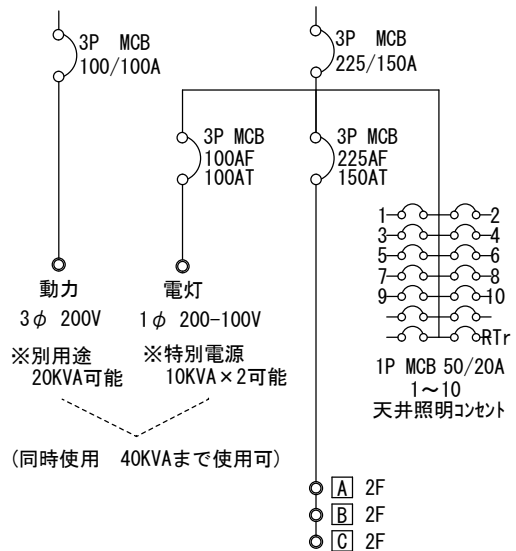 3P MCB
100/100A
3P MCB
225/150A
3P MCB
100AF
100AT
3P MCB
225AF
150AT
1 2
3 4
5 6
7 8
9 10
RTr
1P MCB 50/20A
1～10
天井照明コンセント
動力
3φ 200V
※別用途
20KVA可能
電灯
1φ 200-100V
※特別電源
10KVA×2可能
(同時使用 40KVAまで使用可)
A 2F
B 2F
C 2F